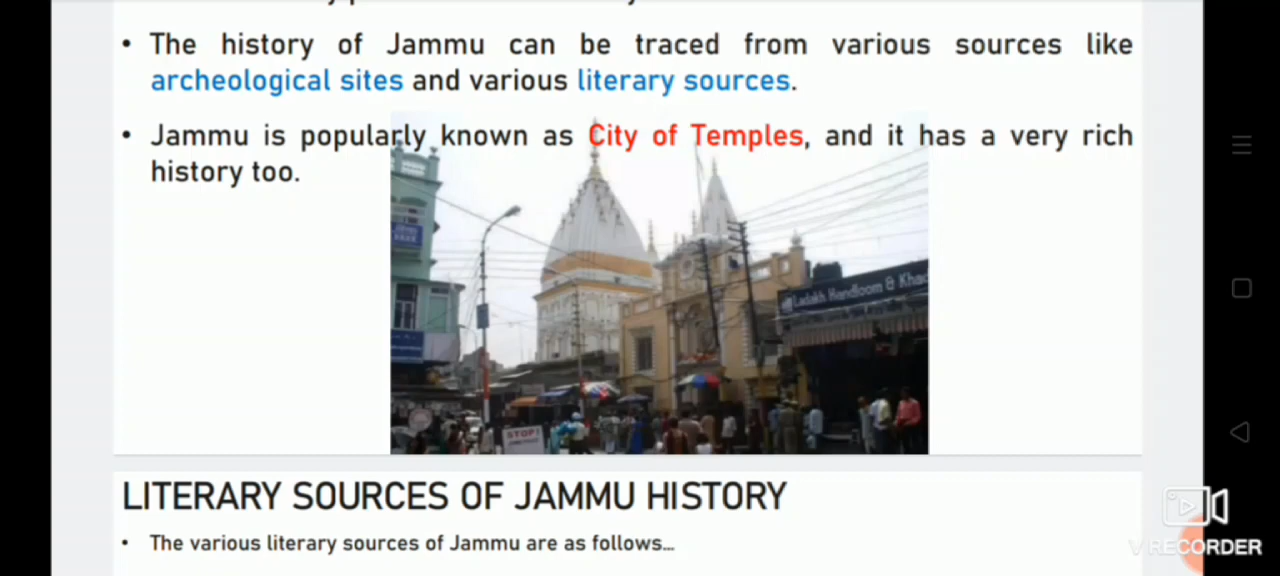 • The history of Jammu can be traced from various sources like
archeological sites and various literary sources.
• Jammu is popularly known as City of Temples, and it has a very rich
history too.
Ladakh Handloom &
STOP!
LITERARY SOURCES OF JAMMU HISTORY
• The various literary sources of Jammu are as follows...
V RECORDER